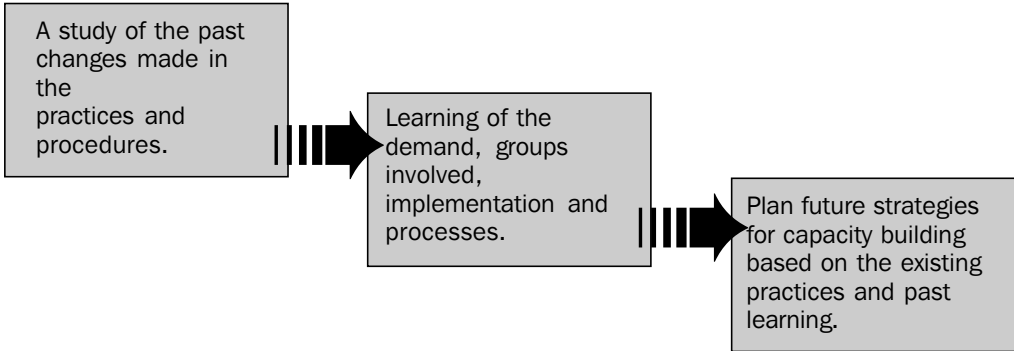 A study of the past
changes made in
the
practices and
procedures.
Learning of the
demand, groups
involved,
implementation and
processes.
Plan future strategies
for capacity building
based on the existing
practices and past
learning.